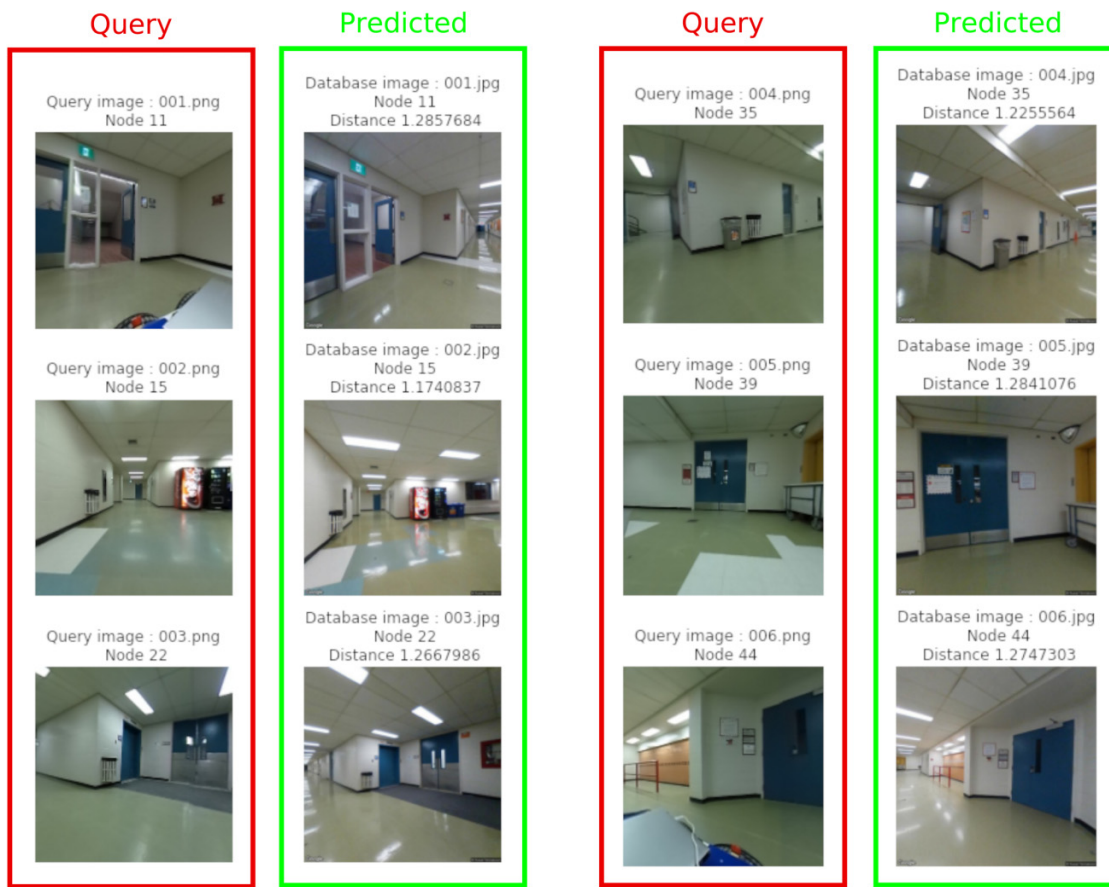 Query
Predicted
Query image : 001.png
Node 11
Database image : 001.jpg
Node 11
Distance 1.2857684
Query image : 002.png
Node 15
Database image : 002.jpg
Node 15
Distance 1.1740837
Query image : 003.png
Node 22
Database image : 003.jpg
Node 22
Distance 1.2667986
Query
Predicted
Query image : 004.png
Node 35
Database image : 004.jpg
Node 35
Distance 1.2255564
Query image : 005.png
Node 39
Database image : 005.jpg
Node 39
Distance 1.2841076
Query image : 006.png
Node 44
Database image : 006.jpg
Node 44
Distance 1.2747303